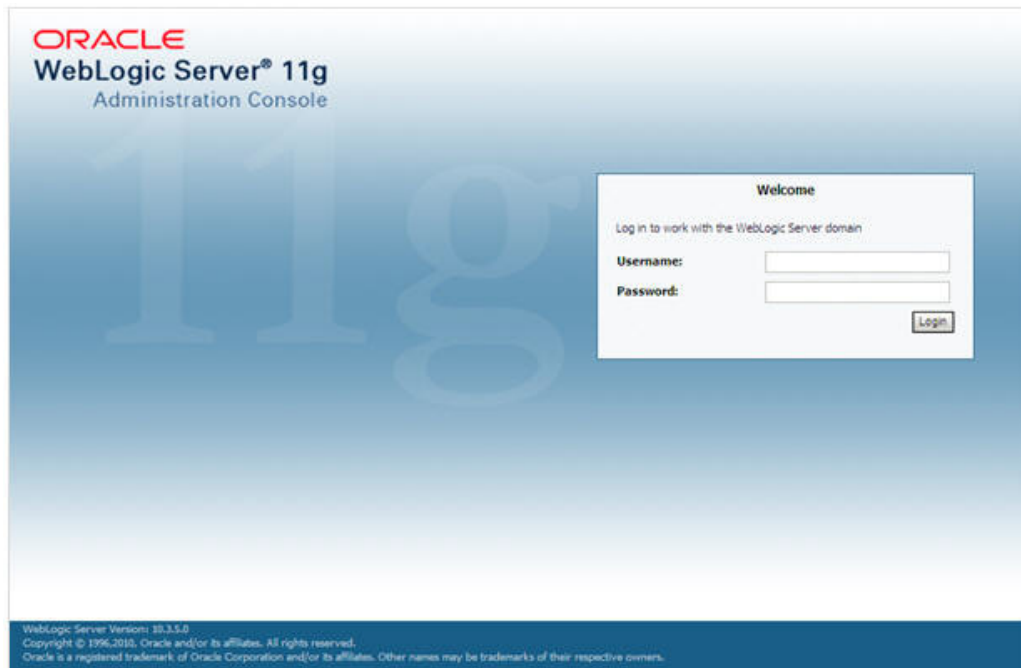 ORACLE
WebLogic Server® 11g
Administration Console
11g
Welcome
Log in to work with the WebLogic Server domain
Username:
Password:
Login
WebLogic Server Version: 10.3.5.0
Copyright © 1996,2010, Oracle and/or its affiliates. All rights reserved.
Oracle is a registered trademark of Oracle Corporation and/or its affiliates. Other names may be trademarks of their respective owners.